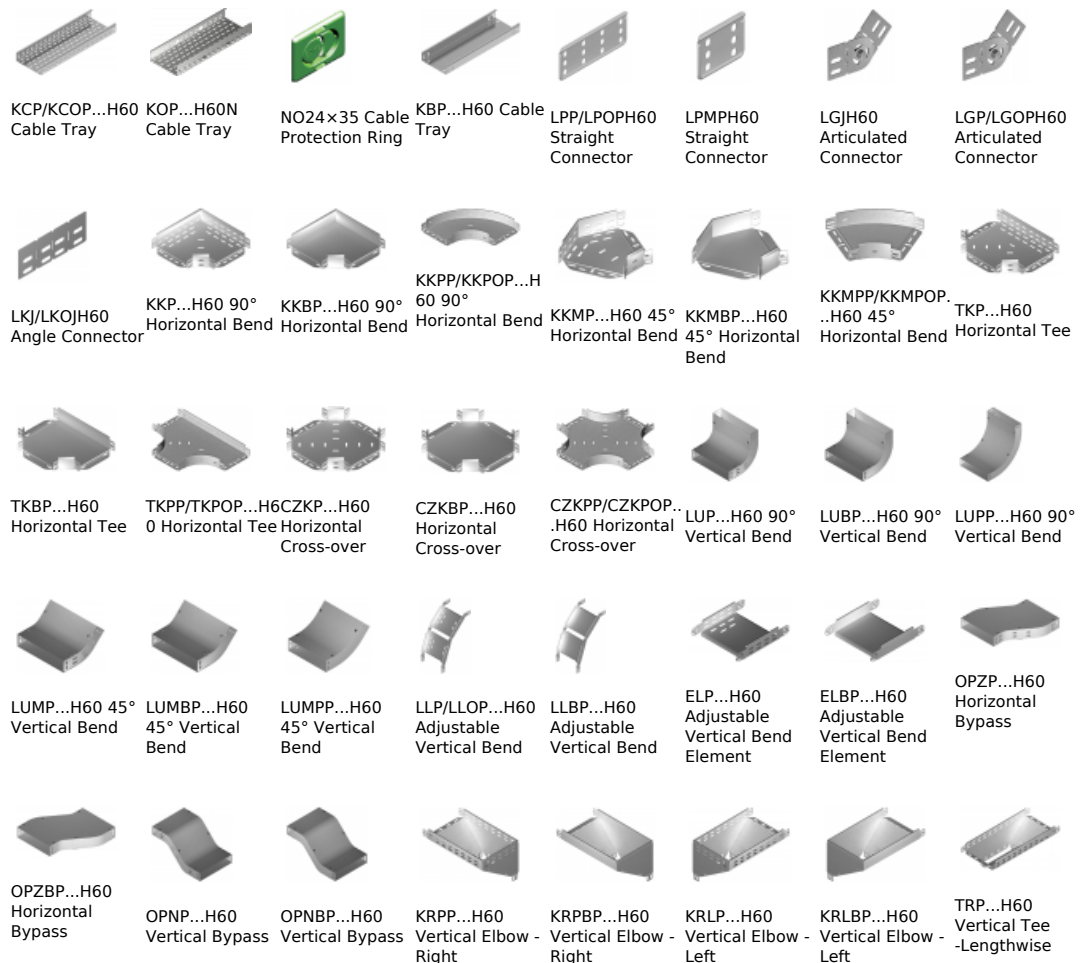 KCP/KCOP...H60
Cable Tray
KOP...H60N
Cable Tray
NO24×35 Cable
Protection Ring
KBP...H60 Cable
Tray
LPP/LPOPH60
Straight
Connector
LPMPH60
Straight
Connector
LGJH60
Articulated
Connector
LGP/LGOPH60
Articulated
Connector
LKJ/LKOJH60
Angle Connector
KKP...H60 90°
Horizontal Bend
KKBP...H60 90°
Horizontal Bend
KKPP/KKPOP...H
60 90°
Horizontal Bend
KKMP...H60 45°
Horizontal Bend
KKMBP...H60
45° Horizontal
Bend
KKMPP/KKMPOP.
..H60 45°
Horizontal Bend
TKP...H60
Horizontal Tee
TKBP...H60
Horizontal Tee
TKPP/TKPOP...H6
0 Horizontal Tee
CZKP...H60
Horizontal
Cross-over
CZKBP...H60
Horizontal
Cross-over
CZKPP/CZKPOP..
.H60 Horizontal
Cross-over
LUP...H60 90°
Vertical Bend
LUBP...H60 90°
Vertical Bend
LUPP...H60 90°
Vertical Bend
LUMP...H60 45°
Vertical Bend
LUMBP...H60
45° Vertical
Bend
LUMPP...H60
45° Vertical
Bend
LLP/LLOP...H60
Adjustable
Vertical Bend
LLBP...H60
Adjustable
Vertical Bend
ELP...H60
Adjustable
Vertical Bend
Element
ELBP...H60
Adjustable
Vertical Bend
Element
OPZP...H60
Horizontal
Bypass
OPZBP...H60
Horizontal
Bypass
OPNP...H60
Vertical Bypass
OPNBP...H60
Vertical Bypass
KRPP...H60
Vertical Elbow -
Right
KRPBP...H60
Vertical Elbow -
Right
KRLP...H60
Vertical Elbow -
Left
KRLBP...H60
Vertical Elbow -
Left
TRP...H60
Vertical Tee
-Lengthwise